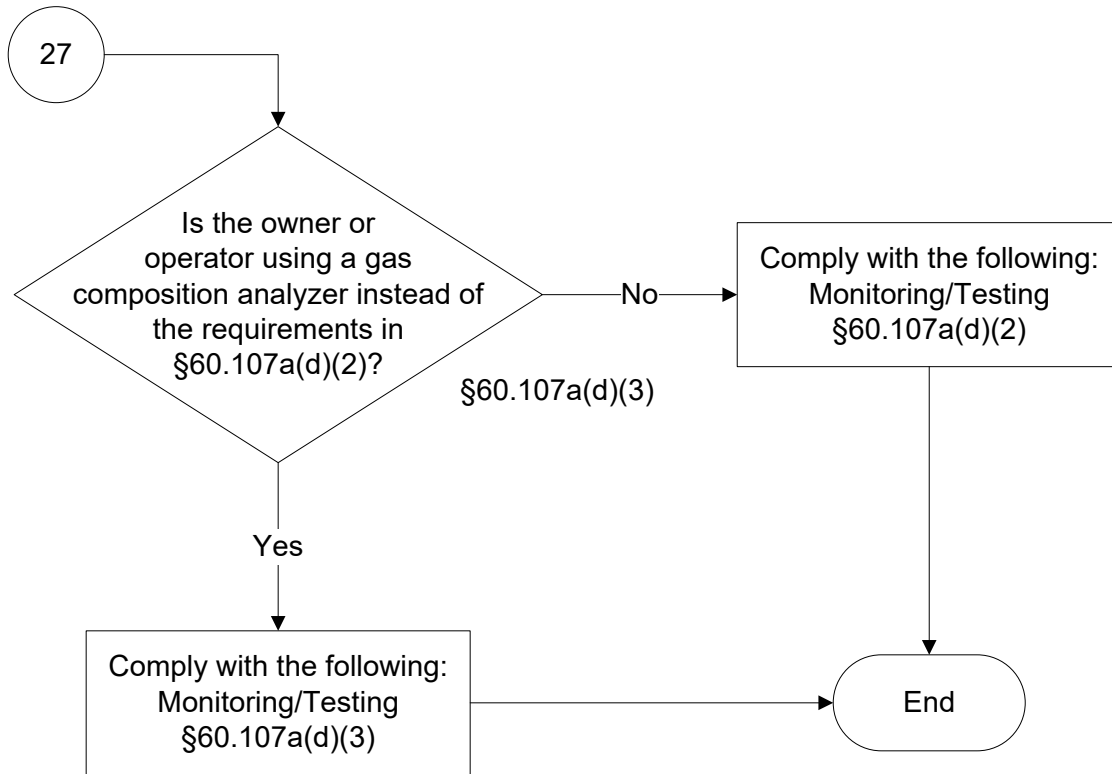 27
Is the owner or
operator using a gas
composition analyzer instead of
the requirements in
§60.107a(d)(2)?
No
Comply with the following:
Monitoring/Testing
§60.107a(d)(2)
§60.107a(d)(3)
Yes
Comply with the following:
Monitoring/Testing
§60.107a(d)(3)
End